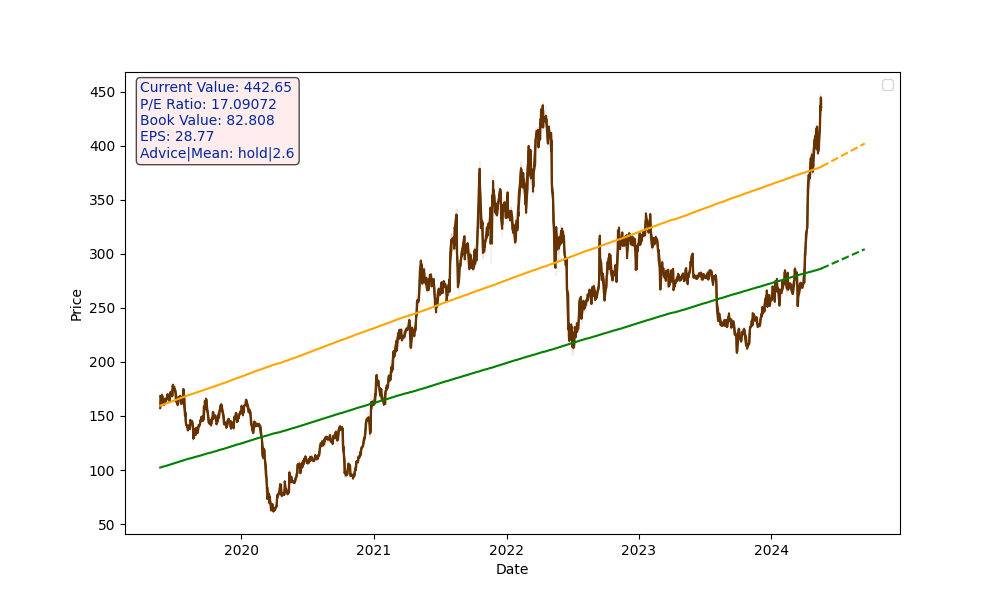 Current Value: 442.65
P/E Ratio: 17.09072
Book Value: 82.808
EPS: 28.77
Advice|Mean: hold|2.6
450
400
350
300
250
200
150
100
50
Price
2020
2021
2022
2023
2024
Date